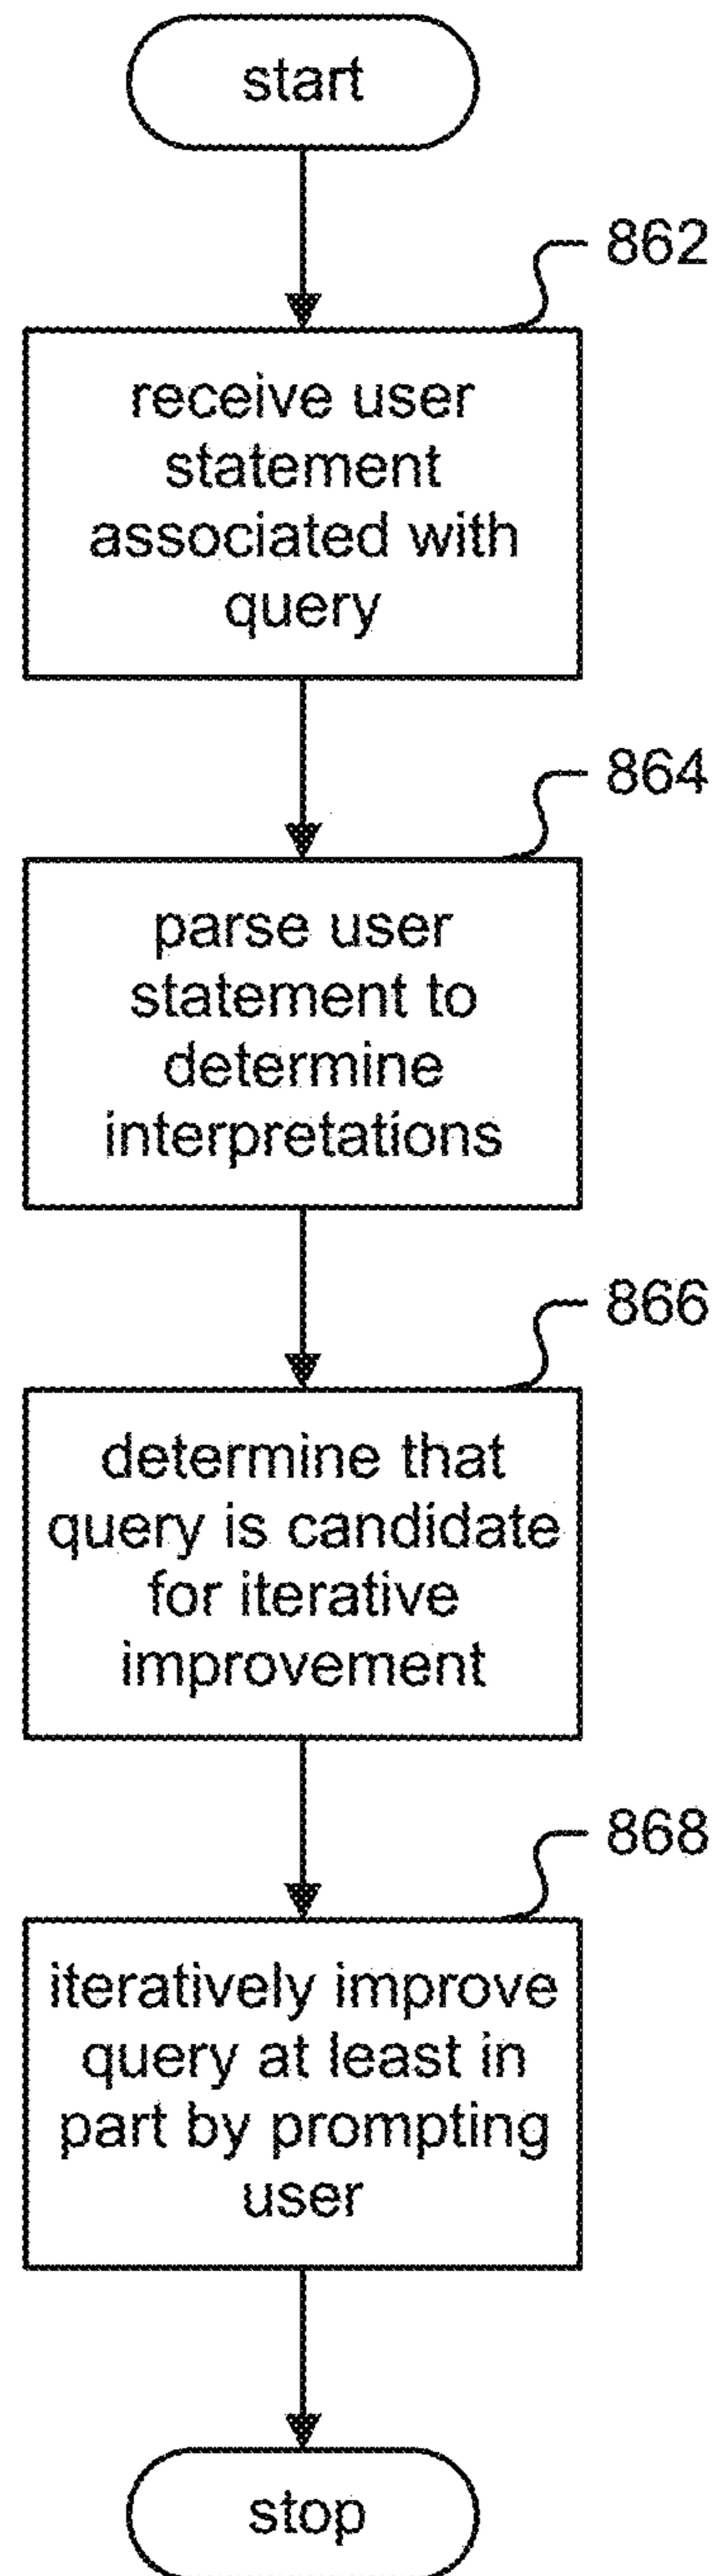 start
862
receive user
statement
associated with
query
864
parse user
statement to
determine
interpretations
866
determine that
query is candidate
for iterative
improvement
868
iteratively improve
query at least in
part by prompting
user
stop